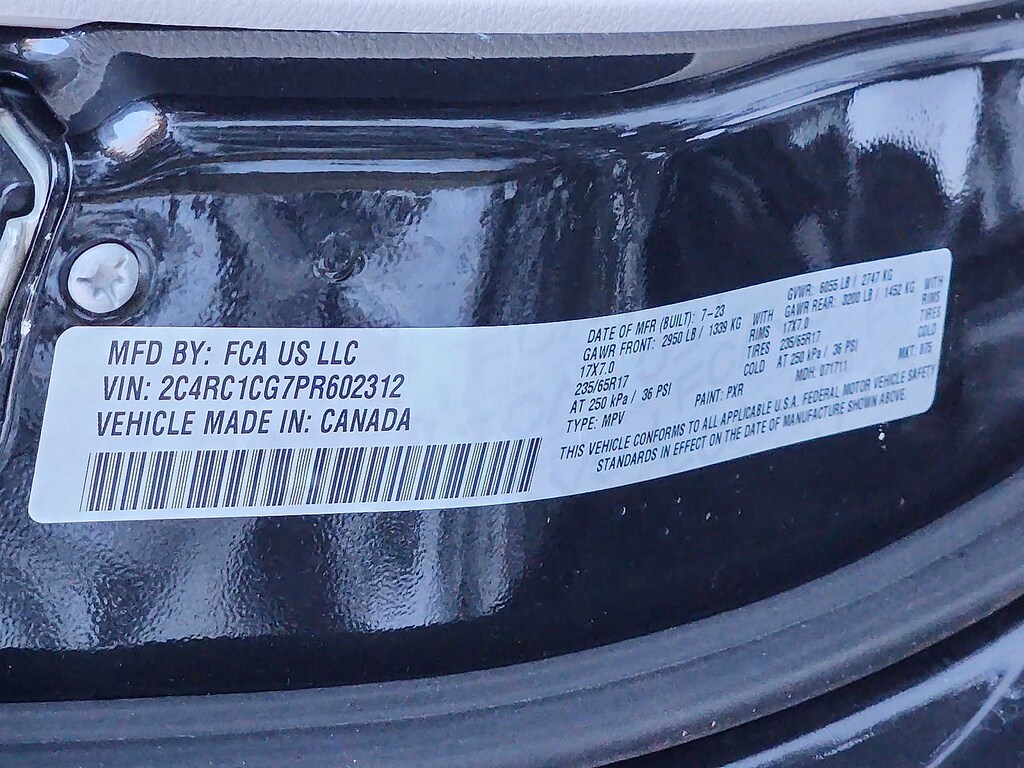 MFD BY: FCA US LLC
VIN: 2C4RC1CG7PR602312
VEHICLE MADE IN: CANADA
DATE OF MFR (BUILT): 7-23 GVWR: 6055 LB / 2747 KG
GAWR FRONT: 2950 LB / 1339 KG WITH GAWR REAR: 3200 LB / 1452 KG WITH
17X7.0 RIMS 17X7.0 RIMS
235/65R17 TIRES 235/65R17 TIRES
AT 250 kPa / 36 PSI COLD AT 250 kPa / 36 PSI COLD
TYPE: MPV PAINT: PXR MDH: 071711 MKT: 875
THIS VEHICLE CONFORMS TO ALL APPLICABLE U.S.A. FEDERAL MOTOR VEHICLE SAFETY
STANDARDS IN EFFECT ON THE DATE OF MANUFACTURE SHOWN ABOVE.